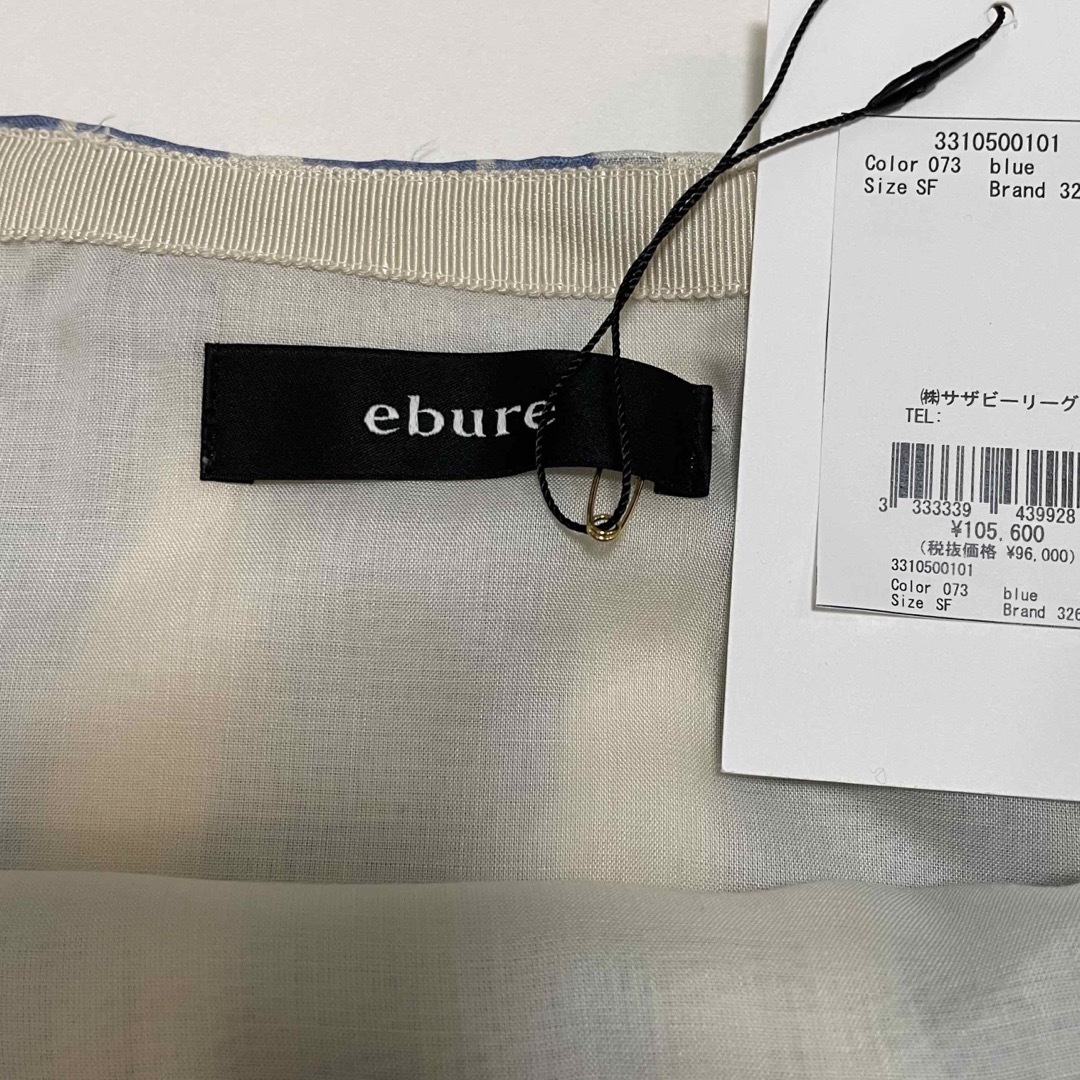 ebure
3310500101
Color 073 blue
Size SF Brand 326
㈱サザビーリーグ
TEL:
3 333339 439928
¥105,600
(税抜価格 ¥96,000)
3310500101
Color 073 blue
Size SF Brand 326